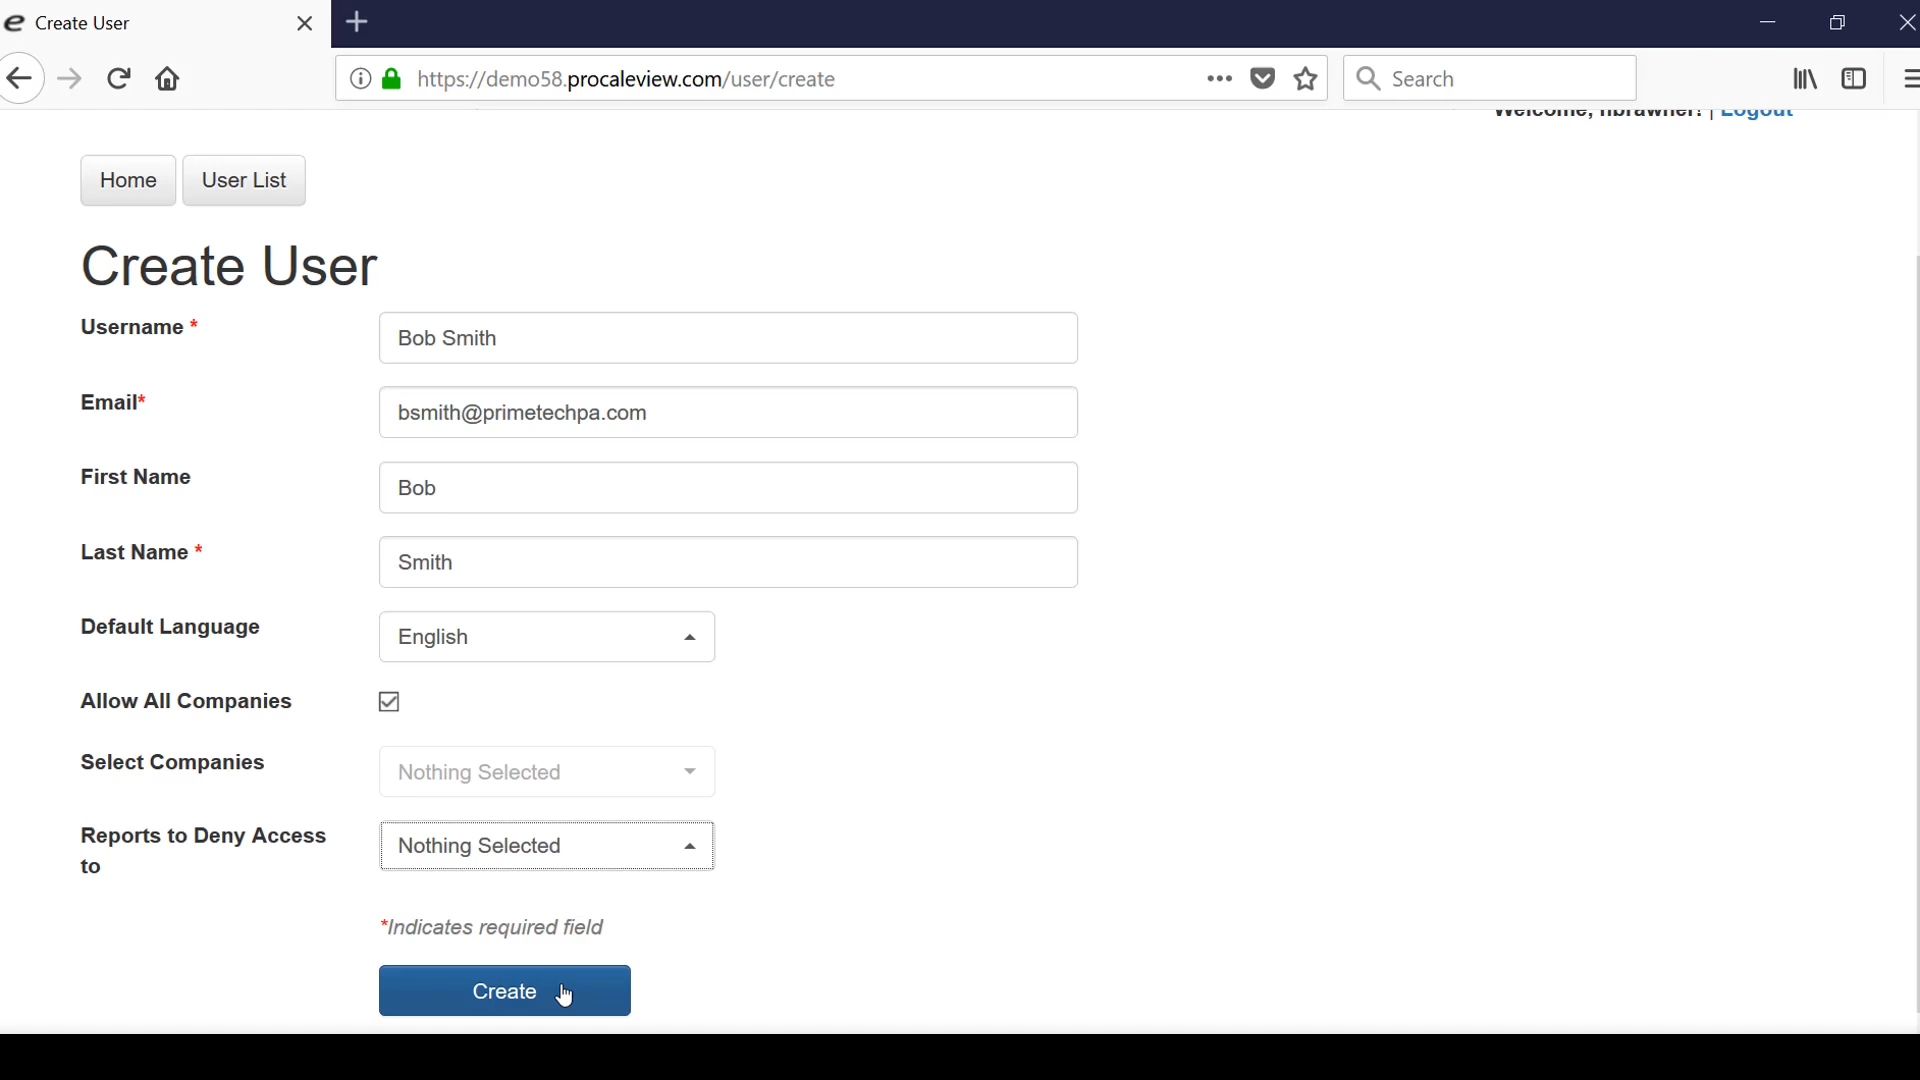 Create User
https://demo58.procaleview.com/user/create
Search
Welcome, | Logout
Home
User List
Create User
Username *
Bob Smith
Email*
bsmith@primetechpa.com
First Name
Bob
Last Name *
Smith
Default Language
English
Allow All Companies
Select Companies
Nothing Selected
Reports to Deny Access
to
Nothing Selected
*Indicates required field
Create